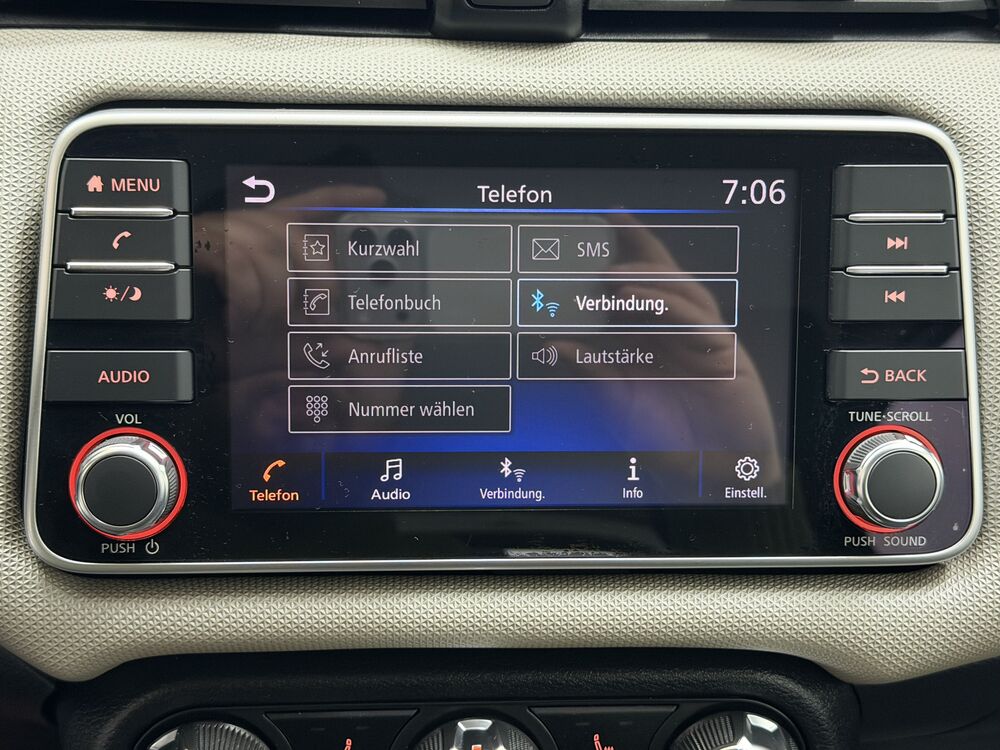 MENU
AUDIO
VOL
PUSH
Telefon
7:06
Kurzwahl
SMS
Telefonbuch
Verbindung.
Anrufliste
Lautstärke
Nummer wählen
Telefon
Audio
Verbindung.
Info
Einstell.
BACK
TUNE•SCROLL
PUSH SOUND